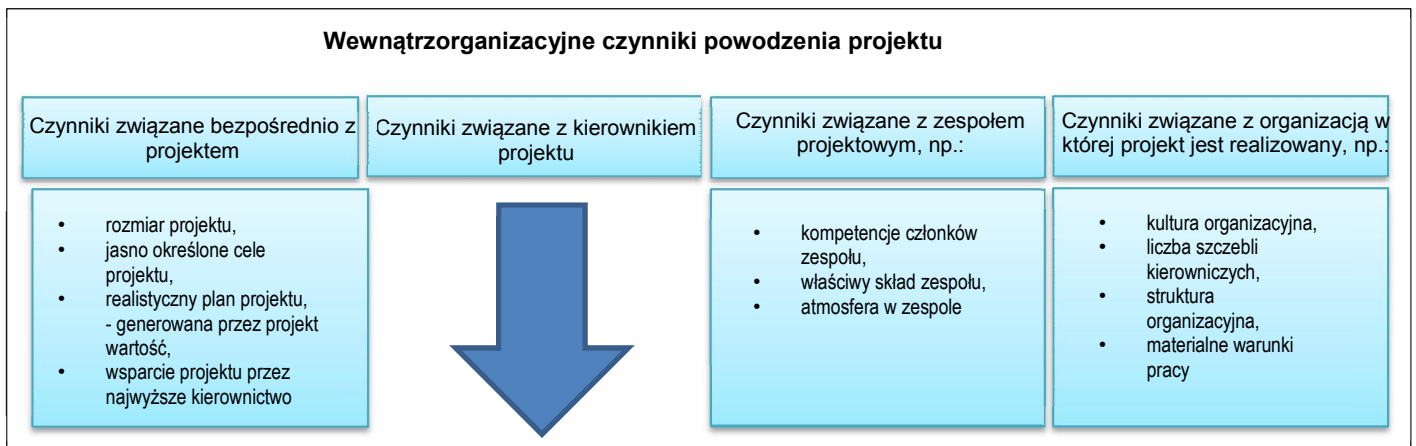 Wewnątrzorganizacyjne czynniki powodzenia projektu
Czynniki związane bezpośrednio z
projektem
Czynniki związane z kierownikiem
projektu
Czynniki związane z zespołem
projektowym, np.:
Czynniki związane z organizacją w
której projekt jest realizowany, np.:
• rozmiar projektu,
• jasno określone cele
projektu,
• realistyczny plan projektu,
- generowana przez projekt
wartość,
• wsparcie projektu przez
najwyższe kierownictwo
• kompetencje członków
zespołu,
• właściwy skład zespołu,
• atmosfera w zespole
• kultura organizacyjna,
• liczba szczebli
kierowniczych,
• struktura
organizacyjna,
• materialne warunki
pracy